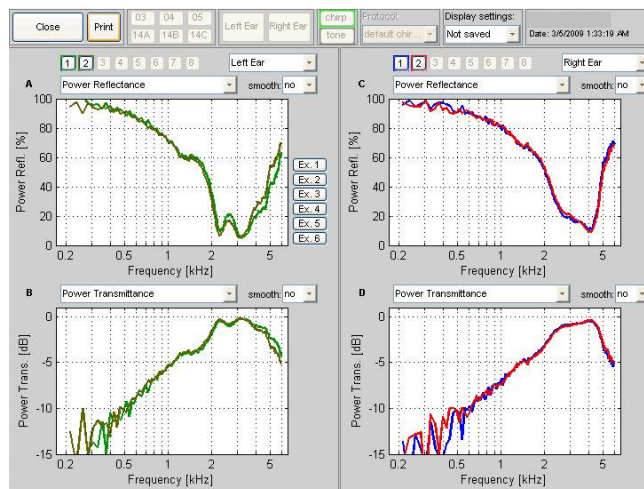 Close Print 03 04 05 Left Ear Right Ear chirp Protocol: Display settings: Date: 3/5/2009 1:33:19 AM
14A 14B 14C tone default chir... Not saved
1 2 3 4 5 6 7 8 Left Ear
A Power Reflectance smooth: no
100
80
60
40
20
0
Power Refl. [%]
0.2 0.5 1 2 5
Frequency [kHz]
Ex. 1
Ex. 2
Ex. 3
Ex. 4
Ex. 5
Ex. 6
B Power Transmittance smooth: no
0
-5
-10
-15
Power Trans. [dB]
0.2 0.5 1 2 5
Frequency [kHz]
1 2 3 4 5 6 7 8 Right Ear
C Power Reflectance smooth: no
100
80
60
40
20
0
Power Refl. [%]
0.2 0.5 1 2 5
Frequency [kHz]
D Power Transmittance smooth: no
0
-5
-10
-15
Power Trans. [dB]
0.2 0.5 1 2 5
Frequency [kHz]